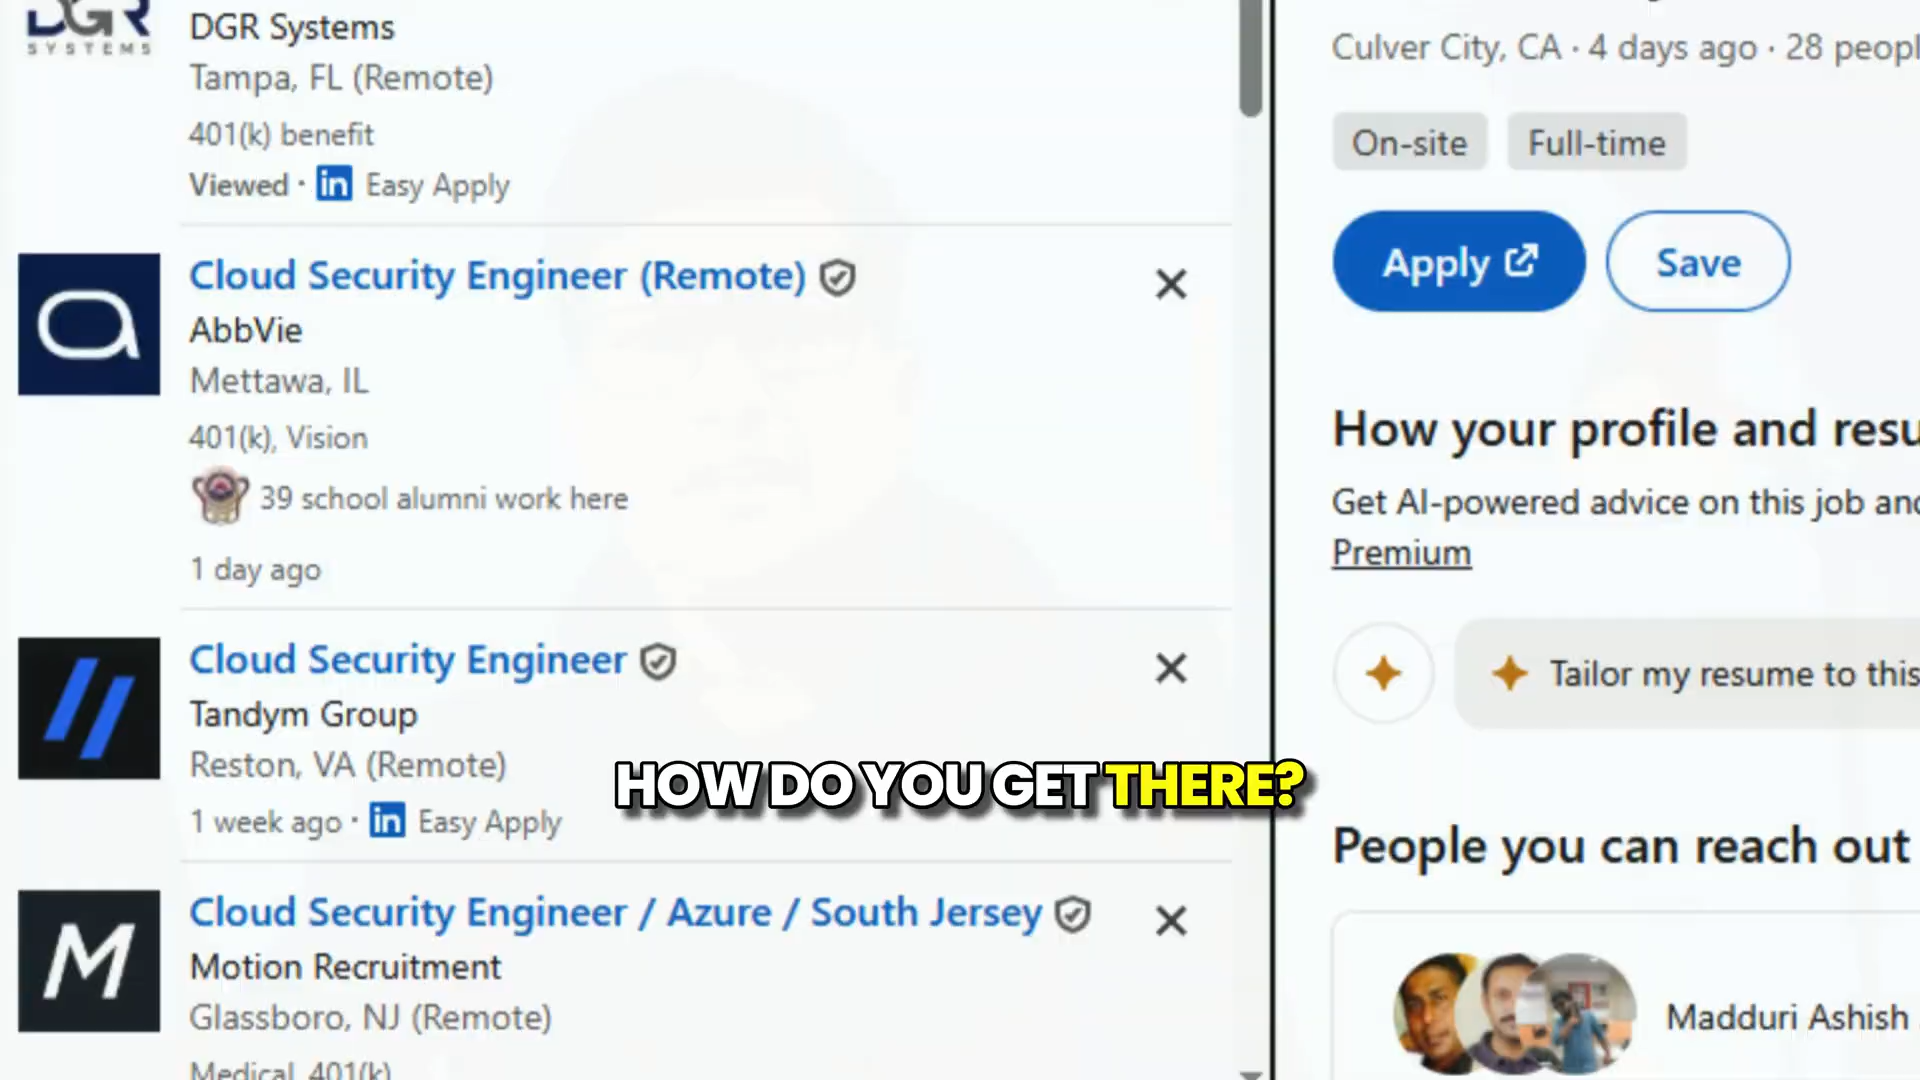 DGR
SYSTEMS
DGR Systems
Tampa, FL (Remote)
401(k) benefit
Viewed · in Easy Apply
Cloud Security Engineer (Remote)
AbbVie
Mettawa, IL
401(k), Vision
39 school alumni work here
1 day ago
Cloud Security Engineer
Tandym Group
Reston, VA (Remote)
1 week ago · in Easy Apply
Cloud Security Engineer / Azure / South Jersey
Motion Recruitment
Glassboro, NJ (Remote)
Medical, 401(k)
HOW DO YOU GET THERE?
Culver City, CA · 4 days ago · 28 peopl
On-site
Full-time
Apply
Save
How your profile and resu
Get AI-powered advice on this job and
Premium
Tailor my resume to this
People you can reach out
Madduri Ashish